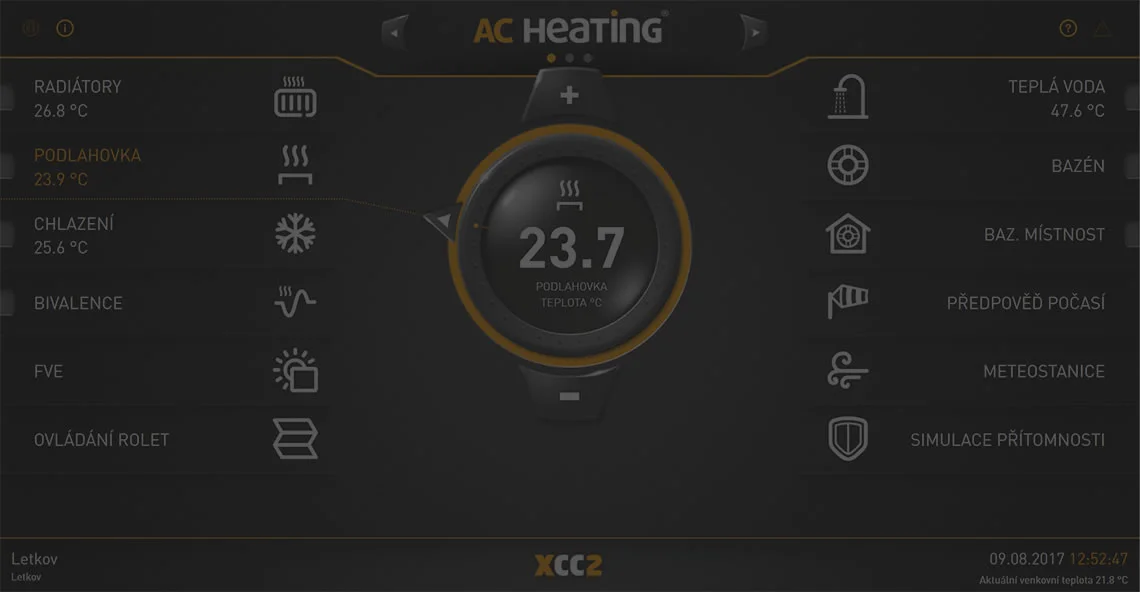 AC HEATING
RADIÁTORY
26.8 °C
PODLAHOVKA
23.9 °C
CHLAZENÍ
25.6 °C
BIVALENCE
FVE
OVLÁDÁNÍ ROLET
+
23.7
PODLAHOVKA
TEPLOTA °C
TEPLÁ VODA
47.6 °C
BAZÉN
BAZ. MÍSTNOST
PŘEDPOVĚĎ POČASÍ
METEOSTANICE
SIMULACE PŘÍTOMNOSTI
Letkov
Letkov
XCC2
09.08.2017 12:52:47
Aktuální venkovní teplota 21.8 °C